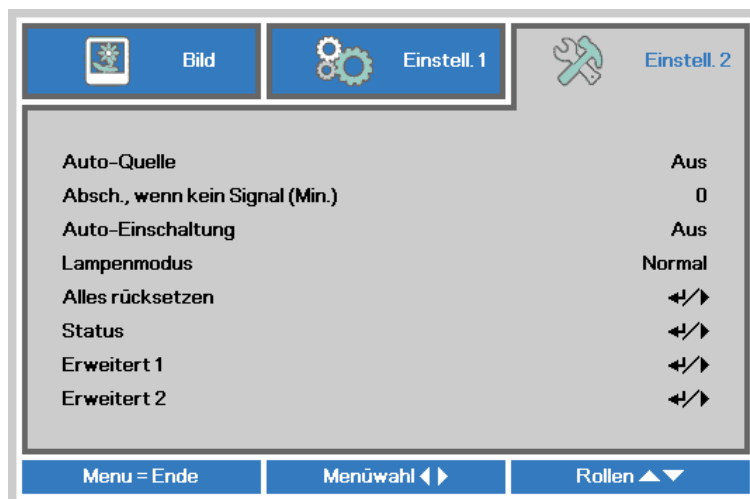 Bild
Einstell. 1
Einstell. 2
Auto-Quelle Aus
Absch., wenn kein Signal (Min.) 0
Auto-Einschaltung Aus
Lampenmodus Normal
Alles rücksetzen ↲/▶
Status ↲/▶
Erweitert 1 ↲/▶
Erweitert 2 ↲/▶
Menu = Ende
Menüwahl ◀ ▶
Rollen ▲▼